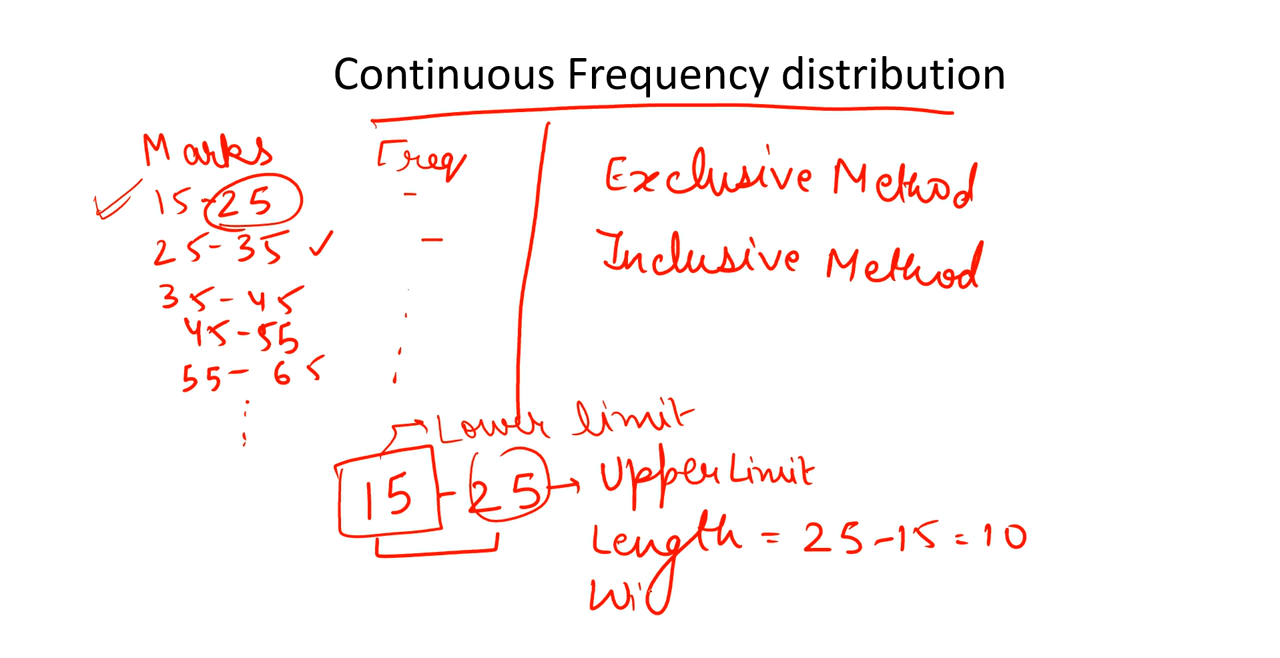 Continuous Frequency distribution
Marks Freq
15-25 -
25-35 -
35-45
45-55
55-65
Exclusive Method
Inclusive Method
Lower limit
15-25 → Upper Limit
Length = 25-15=10
Wid